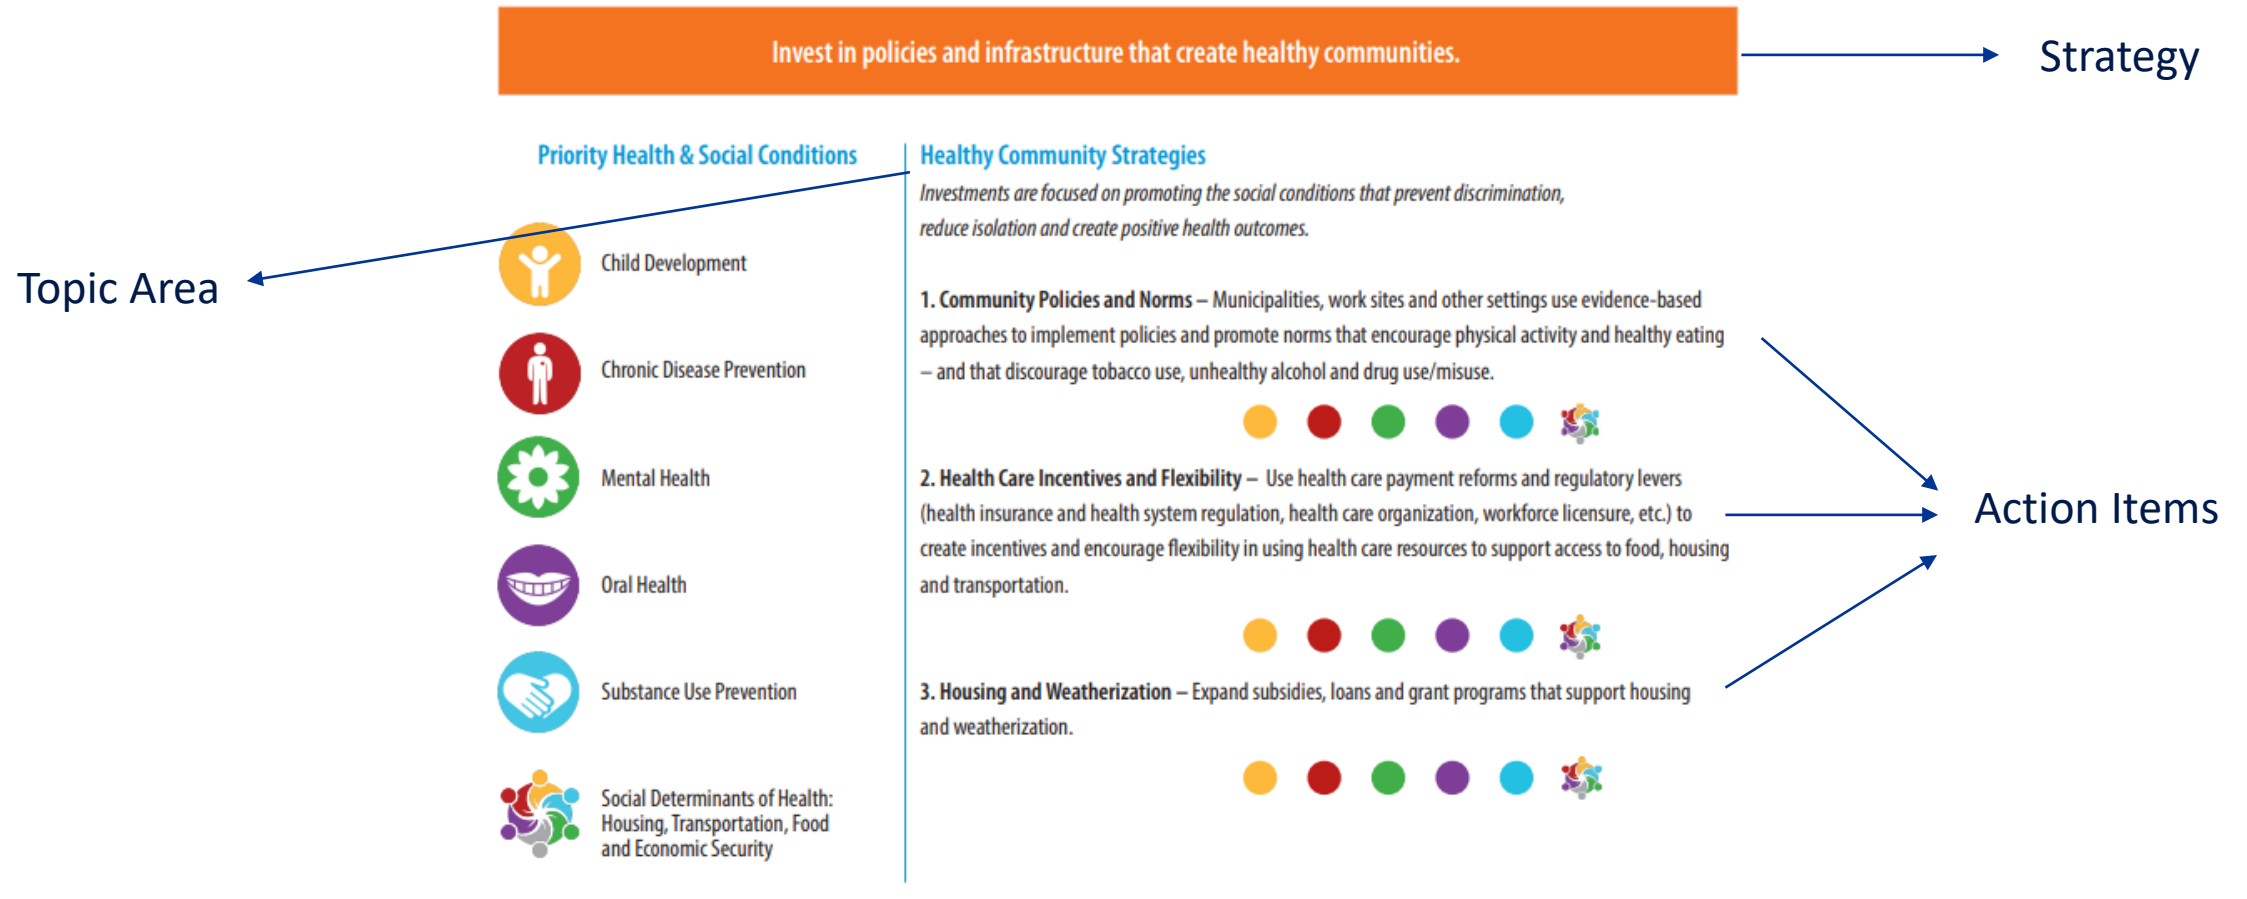 Invest in policies and infrastructure that create healthy communities.
Strategy
Priority Health & Social Conditions
Topic Area
Child Development
Chronic Disease Prevention
Mental Health
Oral Health
Substance Use Prevention
Social Determinants of Health:
Housing, Transportation, Food
and Economic Security
Healthy Community Strategies
Investments are focused on promoting the social conditions that prevent discrimination,
reduce isolation and create positive health outcomes.
1. Community Policies and Norms – Municipalities, work sites and other settings use evidence-based
approaches to implement policies and promote norms that encourage physical activity and healthy eating
– and that discourage tobacco use, unhealthy alcohol and drug use/misuse.
2. Health Care Incentives and Flexibility – Use health care payment reforms and regulatory levers
(health insurance and health system regulation, health care organization, workforce licensure, etc.) to
create incentives and encourage flexibility in using health care resources to support access to food, housing
and transportation.
3. Housing and Weatherization – Expand subsidies, loans and grant programs that support housing
and weatherization.
Action Items